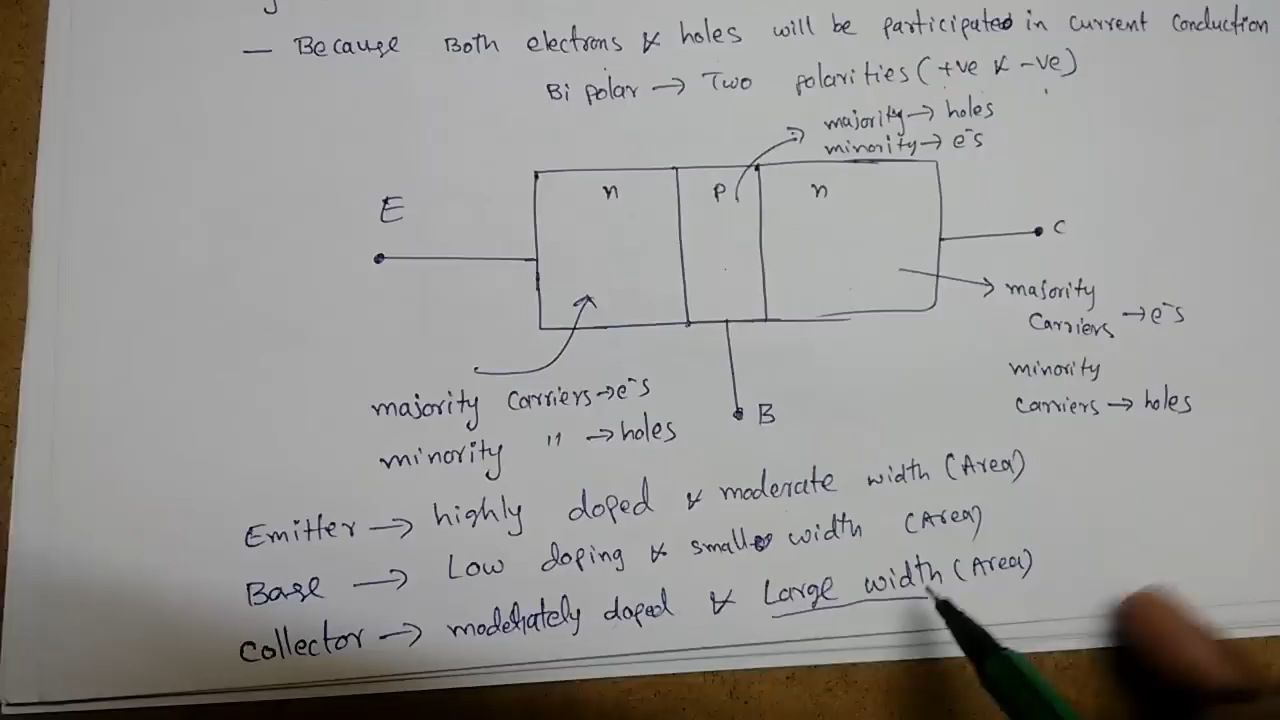 — Because Both electrons & holes will be participated in current conduction
Bi polar → Two polarities (+ve & -ve)
majority → holes
minority → e⁻s
n
p
n
E
C
majority
carriers → e⁻s
minority
carriers → holes
majority carriers → e⁻s
minority " → holes
B
Emitter → highly doped & moderate width (Area)
Base → Low doping & small width (Area)
Collector → moderately doped & Large width (Area)